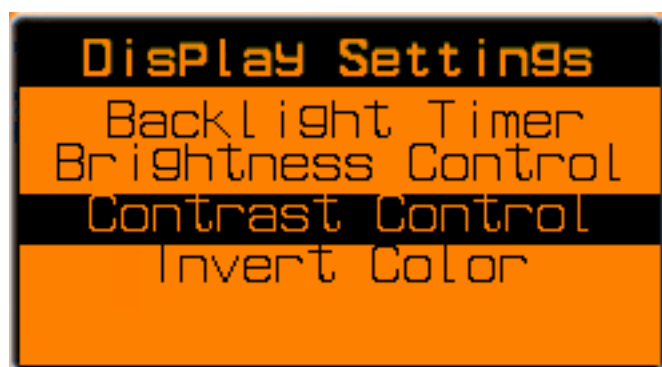 Display Settings
Backlight Timer
Brightness Control
Contrast Control
Invert Color